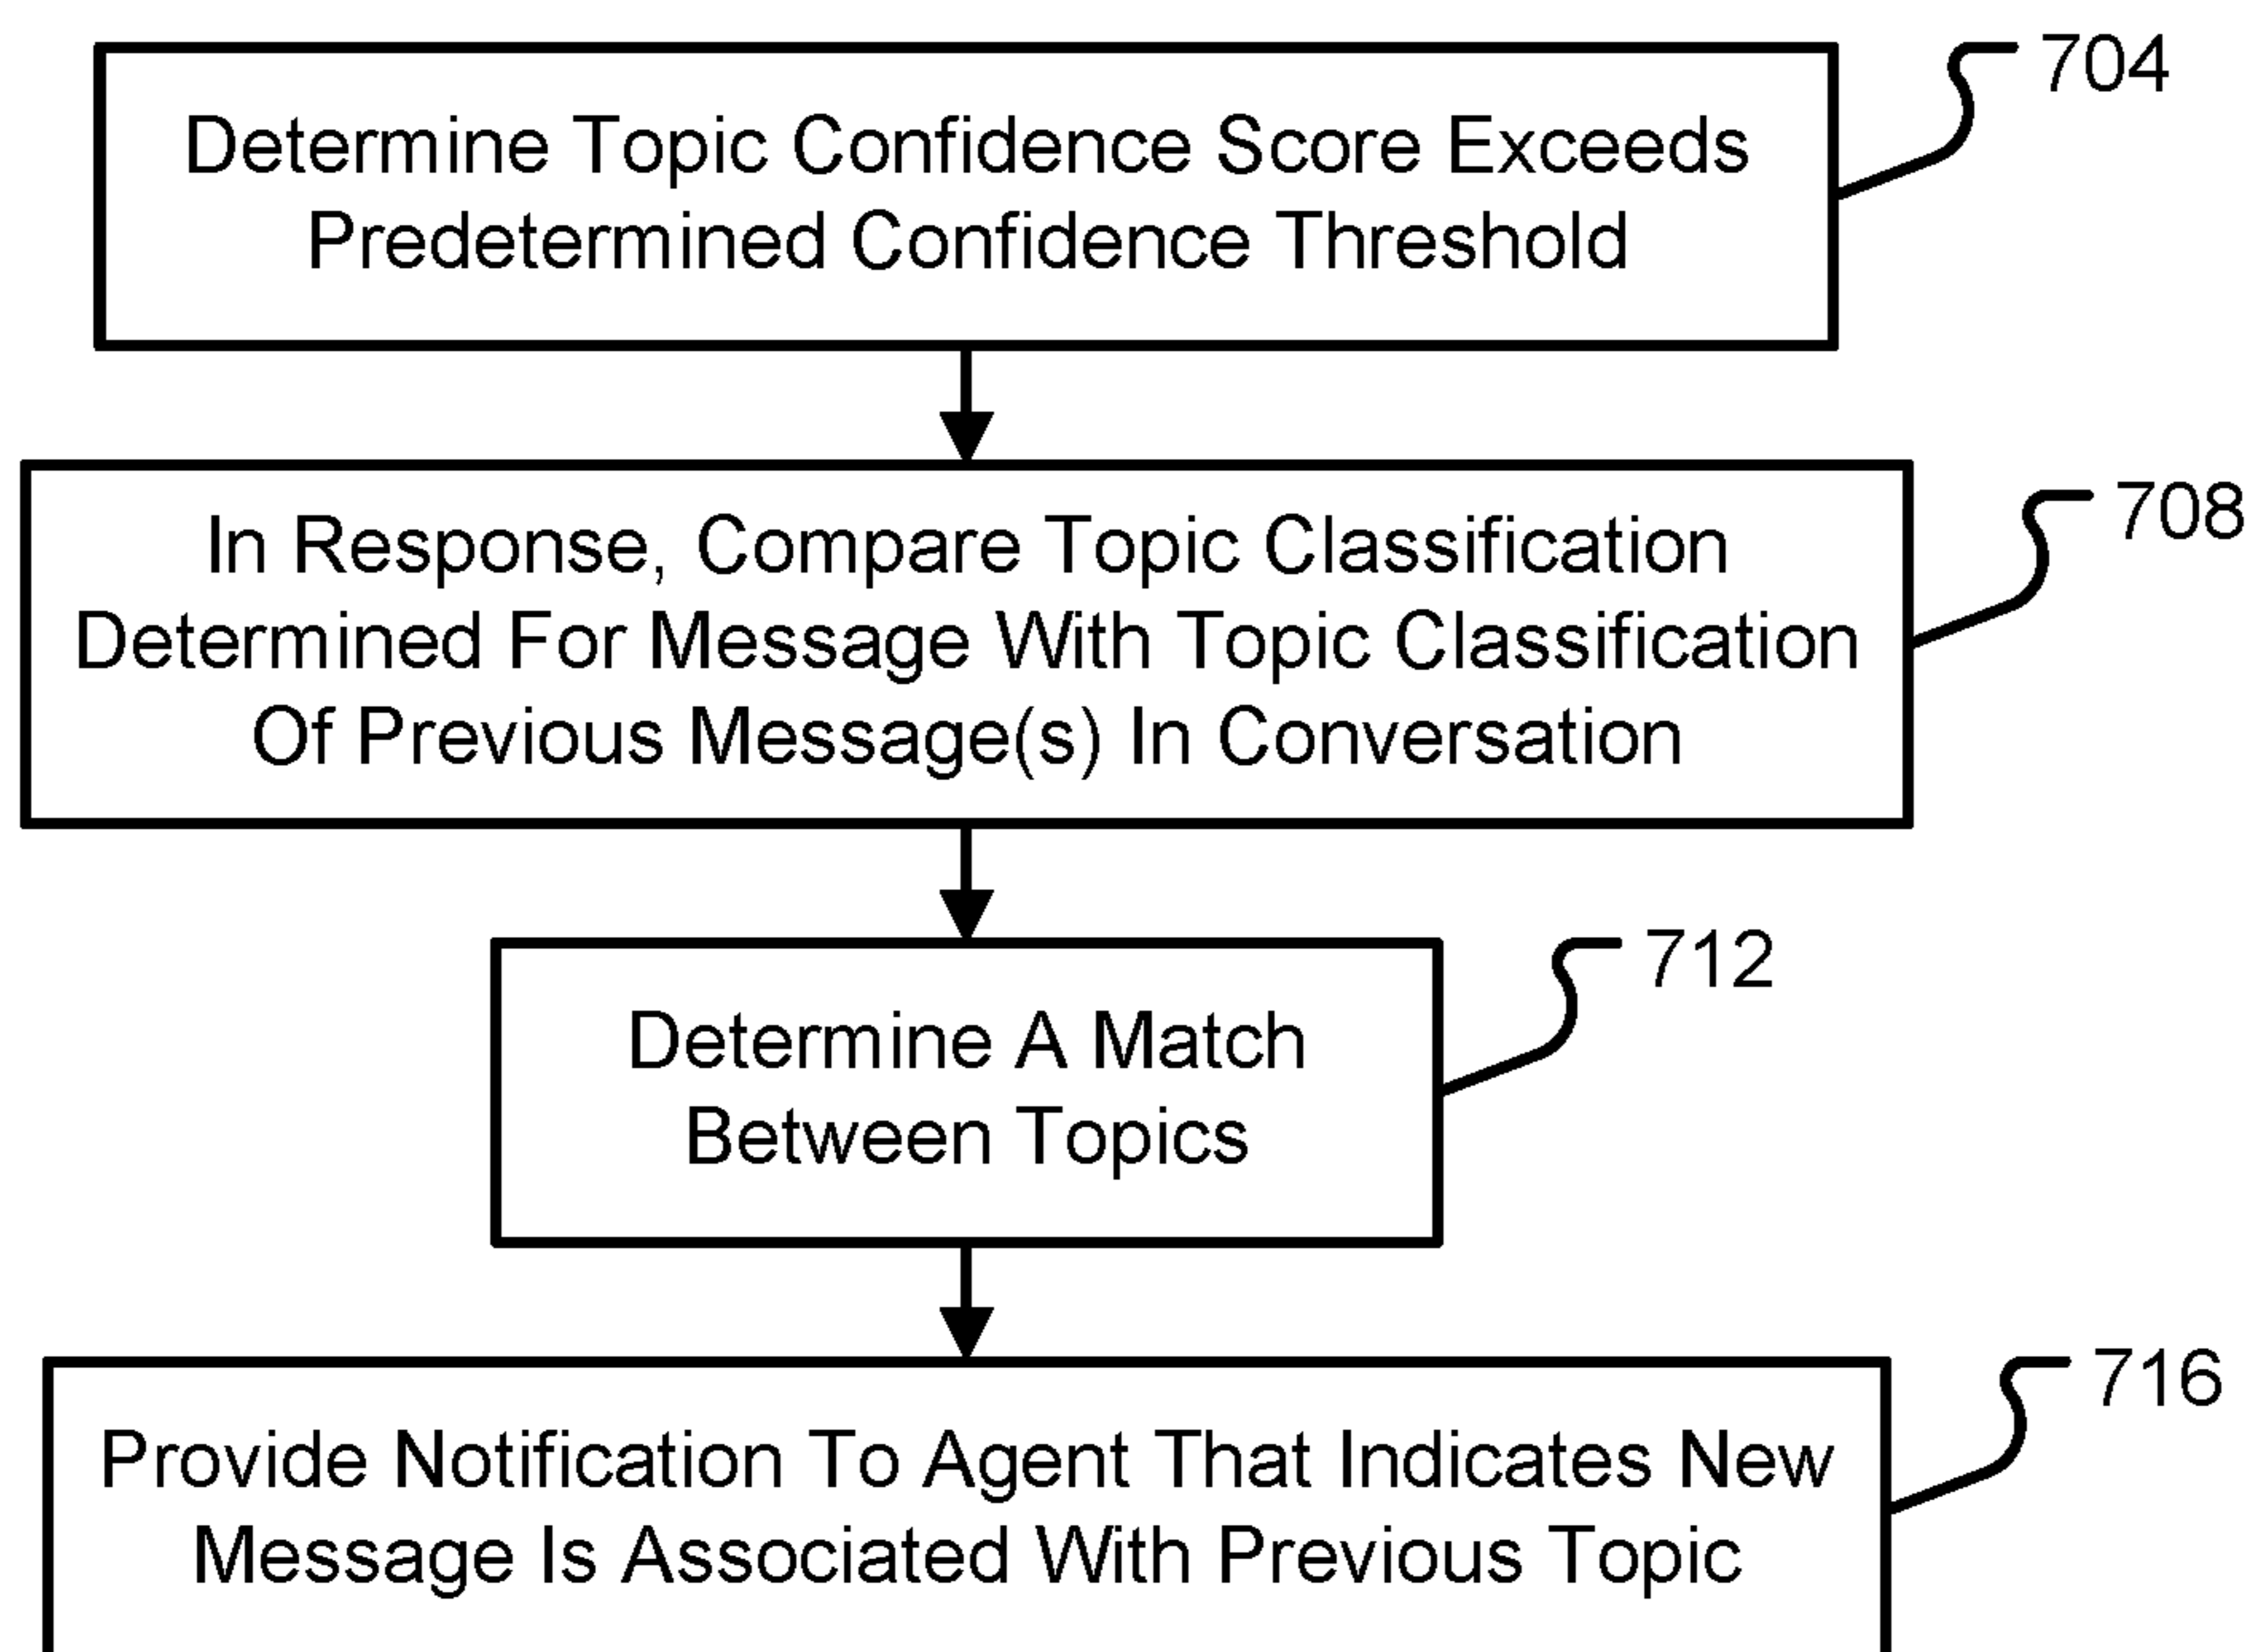 704
Determine Topic Confidence Score Exceeds
Predetermined Confidence Threshold
708
In Response, Compare Topic Classification
Determined For Message With Topic Classification
Of Previous Message(s) In Conversation
712
Determine A Match
Between Topics
716
Provide Notification To Agent That Indicates New
Message Is Associated With Previous Topic